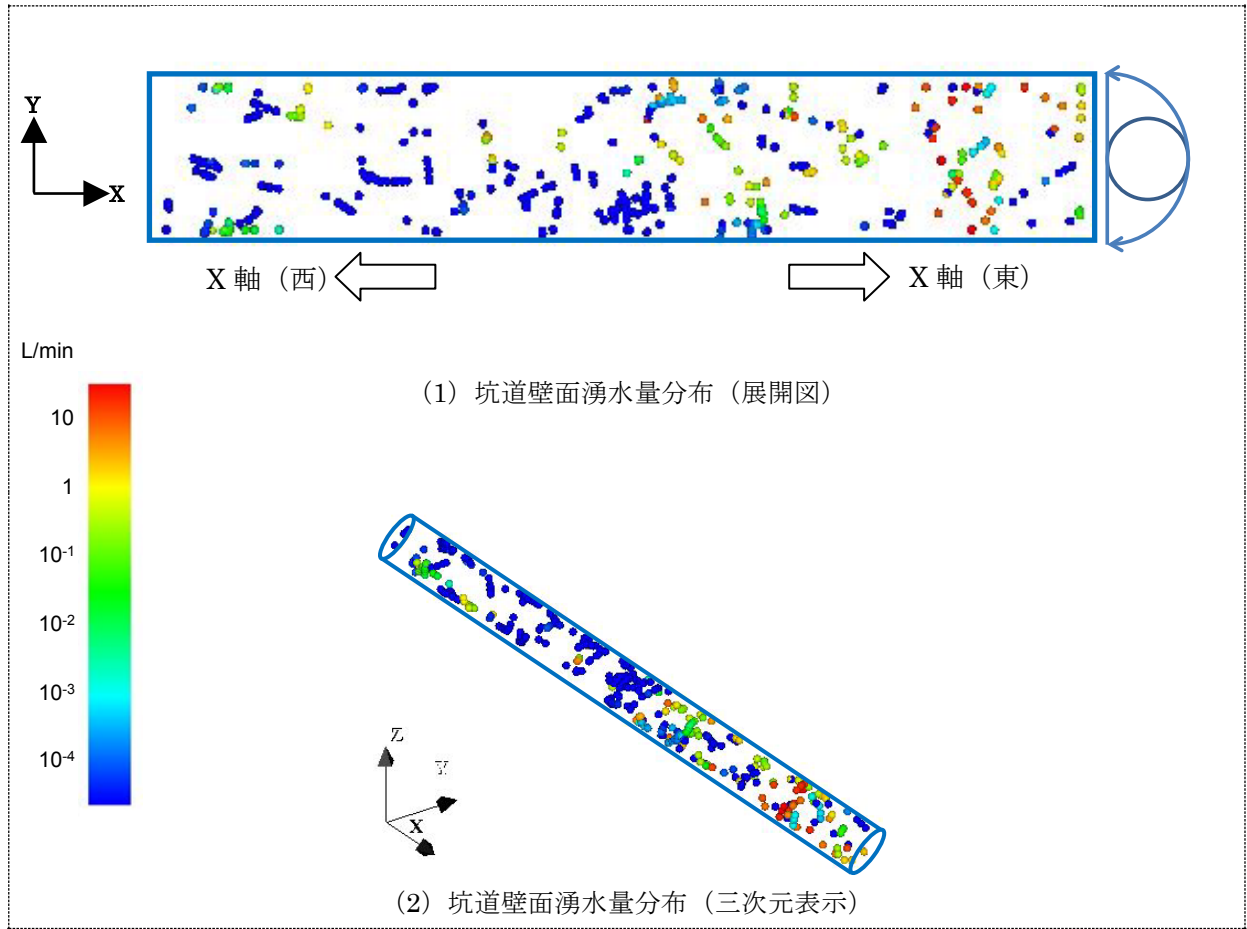 Y
X
X 軸（西）
X 軸（東）
L/min
（1）坑道壁面湧水量分布（展開図）
10
1
10-1
10-2
10-3
10-4
Z
Y
X
（2）坑道壁面湧水量分布（三次元表示）